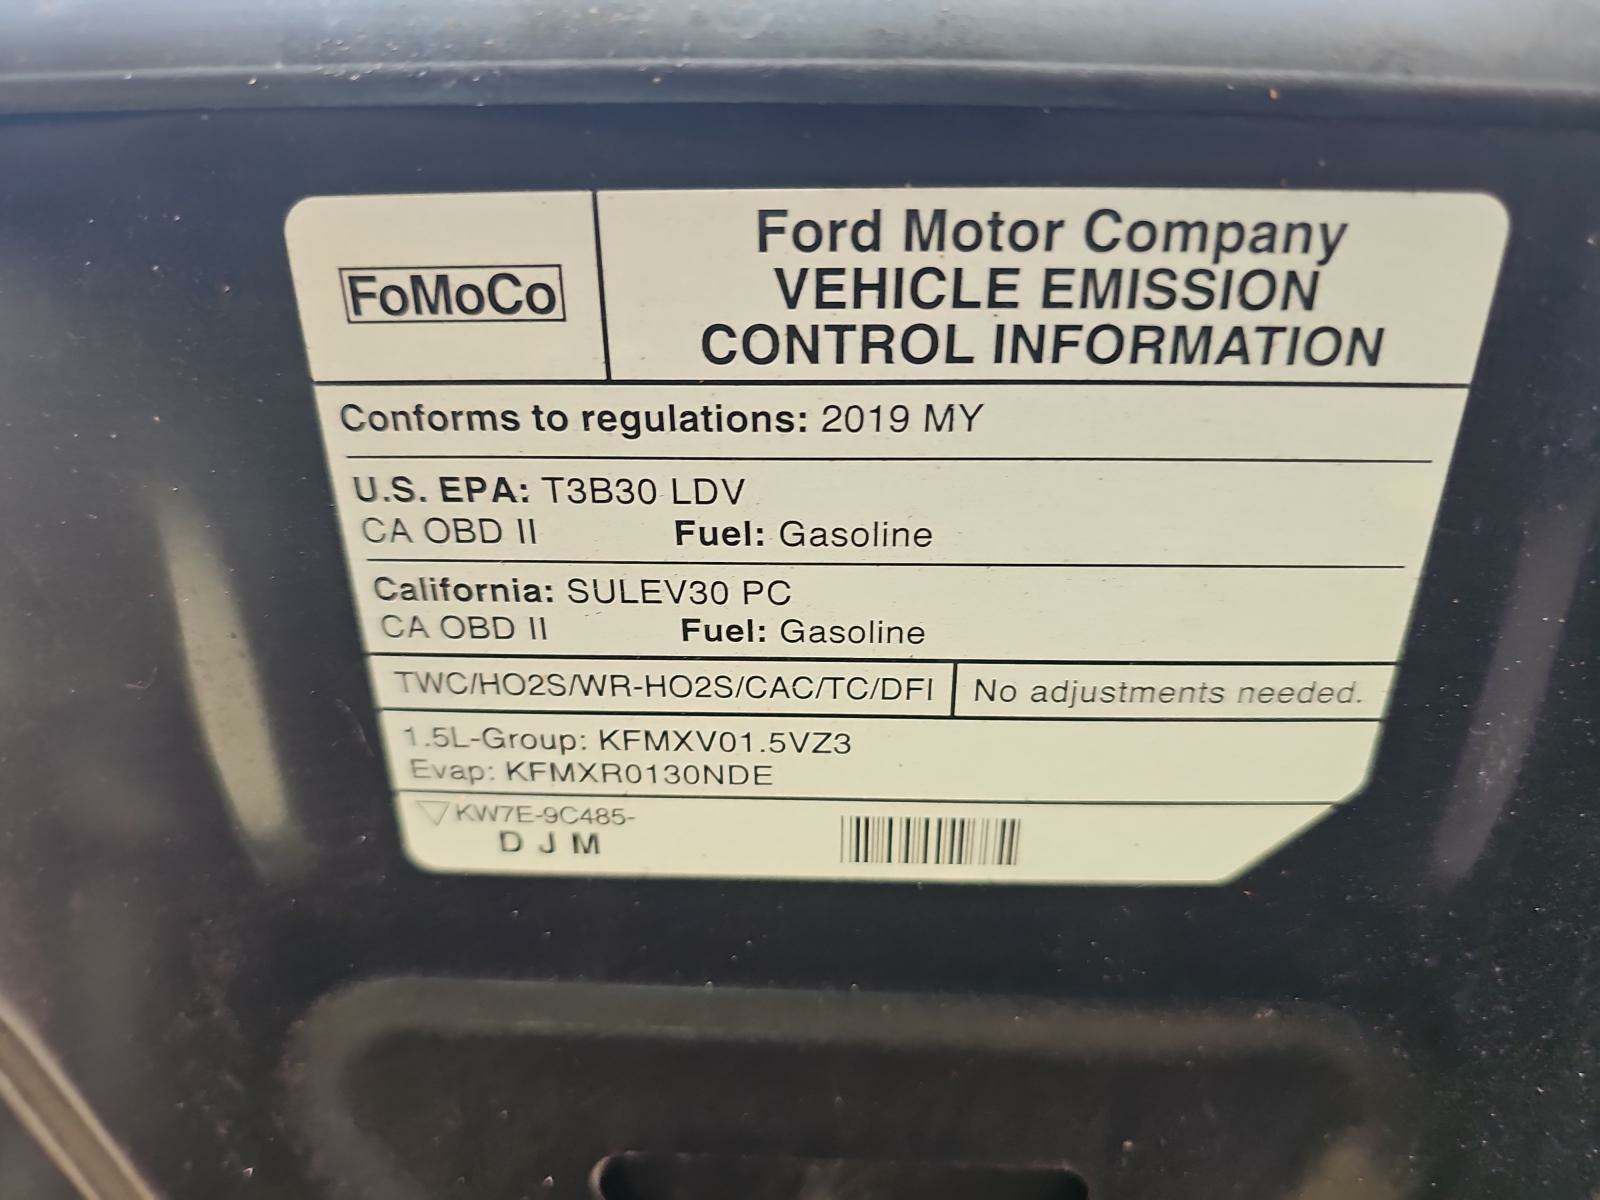 FoMoCo
Ford Motor Company
VEHICLE EMISSION
CONTROL INFORMATION
Conforms to regulations: 2019 MY
U.S. EPA: T3B30 LDV
CA OBD II Fuel: Gasoline
California: SULEV30 PC
CA OBD II Fuel: Gasoline
TWC/HO2S/WR-HO2S/CAC/TC/DFI No adjustments needed.
1.5L-Group: KFMXV01.5VZ3
Evap: KFMXR0130NDE
KW7E-9C485-
D J M